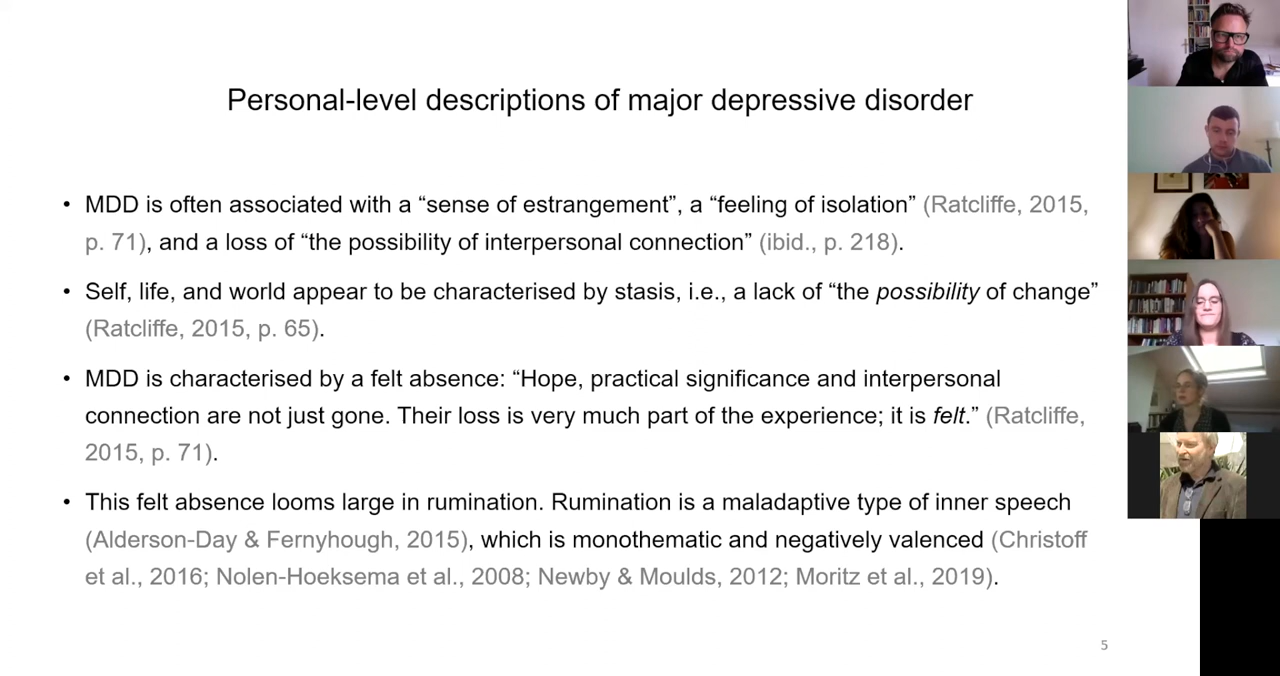 Personal-level descriptions of major depressive disorder
• MDD is often associated with a “sense of estrangement”, a “feeling of isolation” (Ratcliffe, 2015,
p. 71), and a loss of “the possibility of interpersonal connection” (ibid., p. 218).
• Self, life, and world appear to be characterised by stasis, i.e., a lack of “the possibility of change”
(Ratcliffe, 2015, p. 65).
• MDD is characterised by a felt absence: “Hope, practical significance and interpersonal
connection are not just gone. Their loss is very much part of the experience; it is felt.” (Ratcliffe,
2015, p. 71).
• This felt absence looms large in rumination. Rumination is a maladaptive type of inner speech
(Alderson-Day & Fernyhough, 2015), which is monothematic and negatively valenced (Christoff
et al., 2016; Nolen-Hoeksema et al., 2008; Newby & Moulds, 2012; Moritz et al., 2019).
5